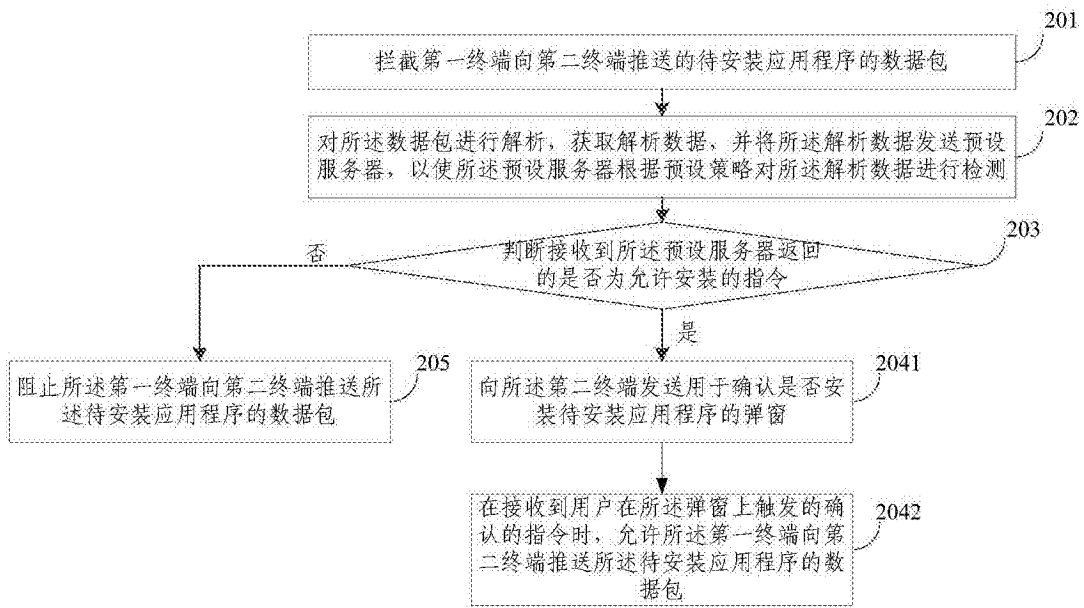 201
拦截第一终端向第二终端推送的待安装应用程序的数据包
202
对所述数据包进行解析，获取解析数据，并将所述解析数据发送预设
服务器，以使所述预设服务器根据预设策略对所述解析数据进行检测
203
判断接收到所述预设服务器返回
的是否为允许安装的指令
否
是
205
阻止所述第一终端向第二终端推送所
述待安装应用程序的数据包
2041
向所述第二终端发送用于确认是否安
装待安装应用程序的弹窗
2042
在接收到用户在所述弹窗上触发的确
认的指令时，允许所述第一终端向第
二终端推送所述待安装应用程序的数
据包